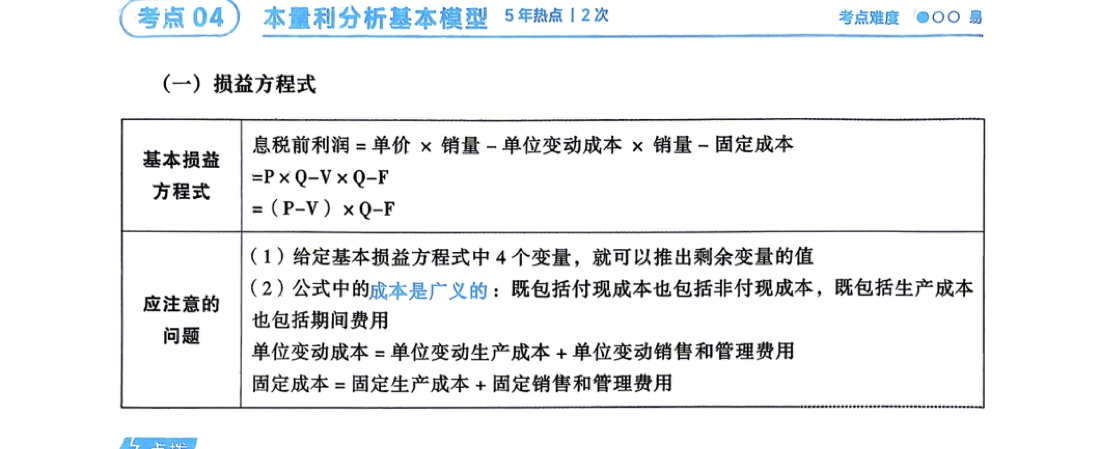 考点 04 本量利分析基本模型 5 年热点 | 2 次 考点难度 易
（一）损益方程式
基本损益
方程式
息税前利润 = 单价 × 销量 − 单位变动成本 × 销量 − 固定成本
=P×Q−V×Q−F
=（P−V）×Q−F
应注意的
问题
（1）给定基本损益方程式中 4 个变量，就可以推出剩余变量的值
（2）公式中的成本是广义的：既包括付现成本也包括非付现成本，既包括生产成本
也包括期间费用
单位变动成本 = 单位变动生产成本 + 单位变动销售和管理费用
固定成本 = 固定生产成本 + 固定销售和管理费用